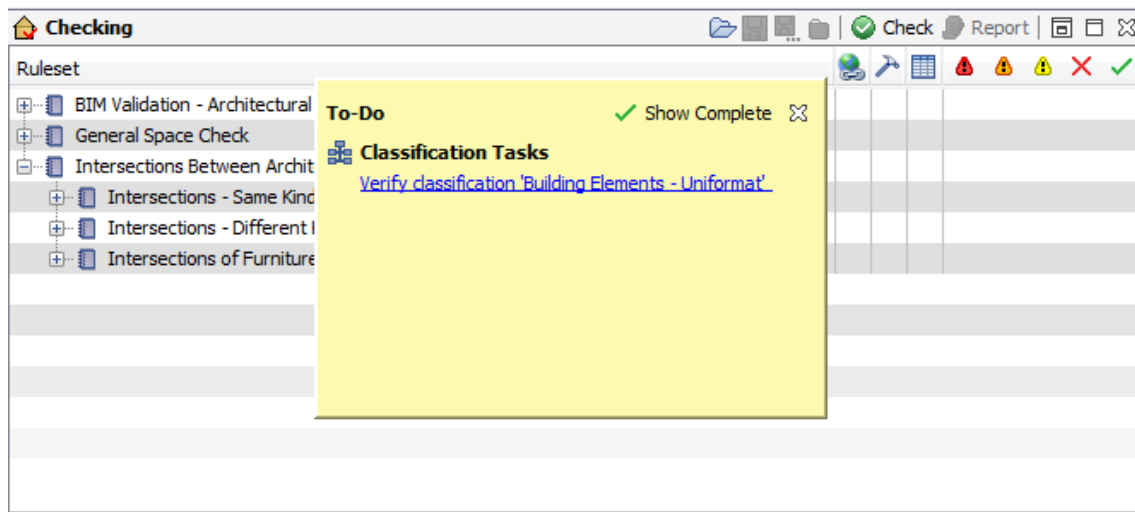 Checking
Check Report
Ruleset
BIM Validation - Architectural
General Space Check
Intersections Between Archit
Intersections - Same Kind
Intersections - Different
Intersections of Furniture
To-Do
Show Complete
Classification Tasks
Verify classification 'Building Elements - Uniformat'